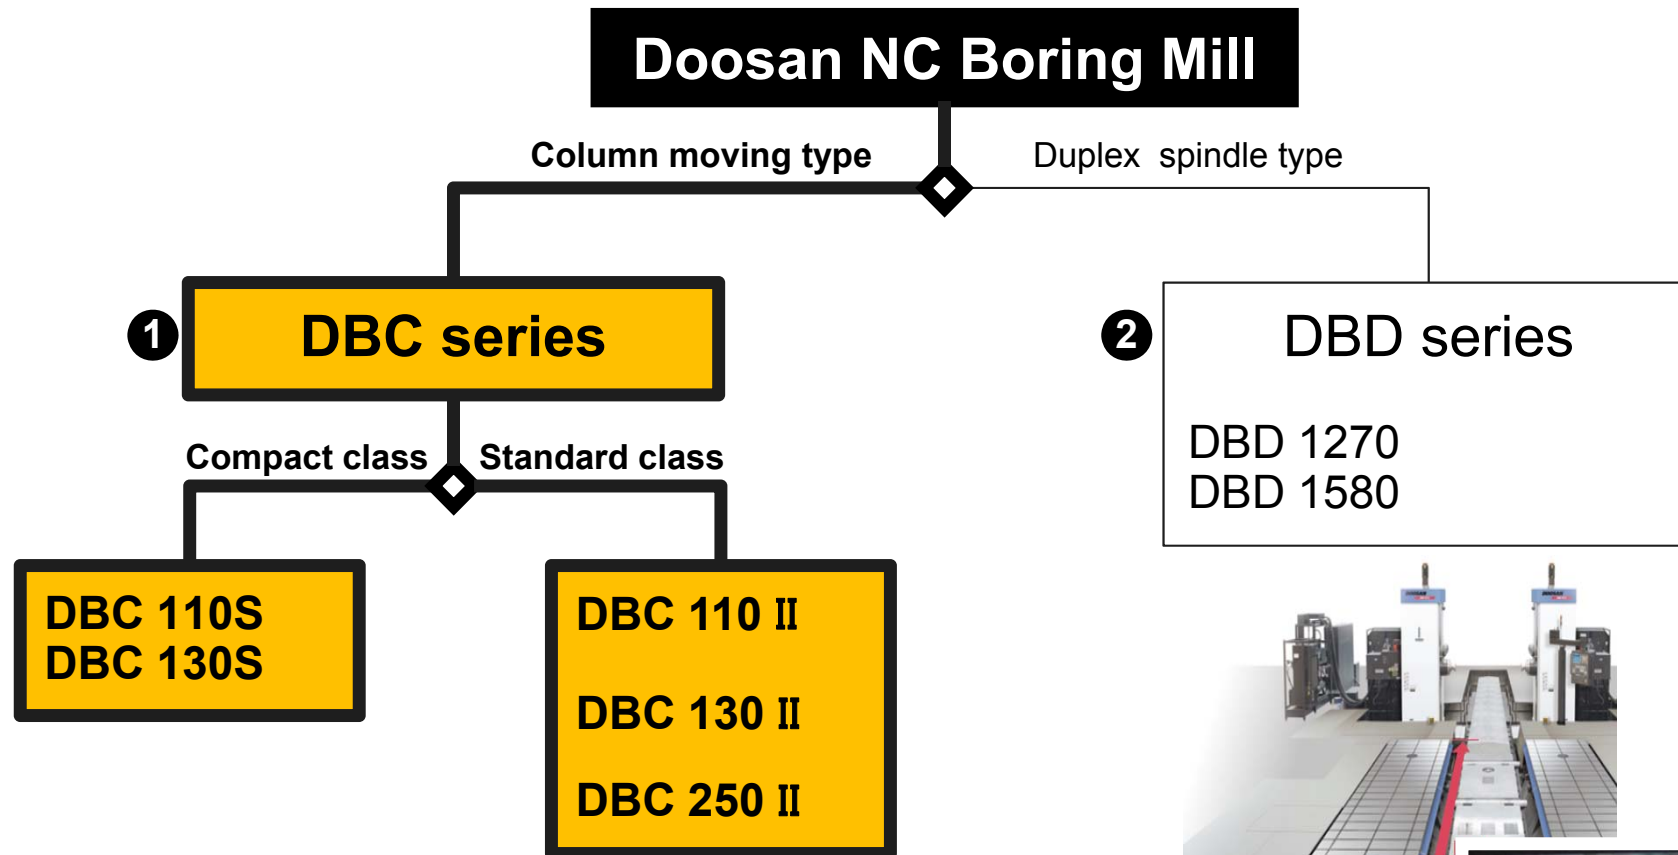 Doosan NC Boring Mill
Column moving type
Duplex spindle type
1
DBC series
2
DBD series
DBD 1270
DBD 1580
Compact class
Standard class
DBC 110S
DBC 130S
DBC 110 Ⅱ
DBC 130 Ⅱ
DBC 250 Ⅱ